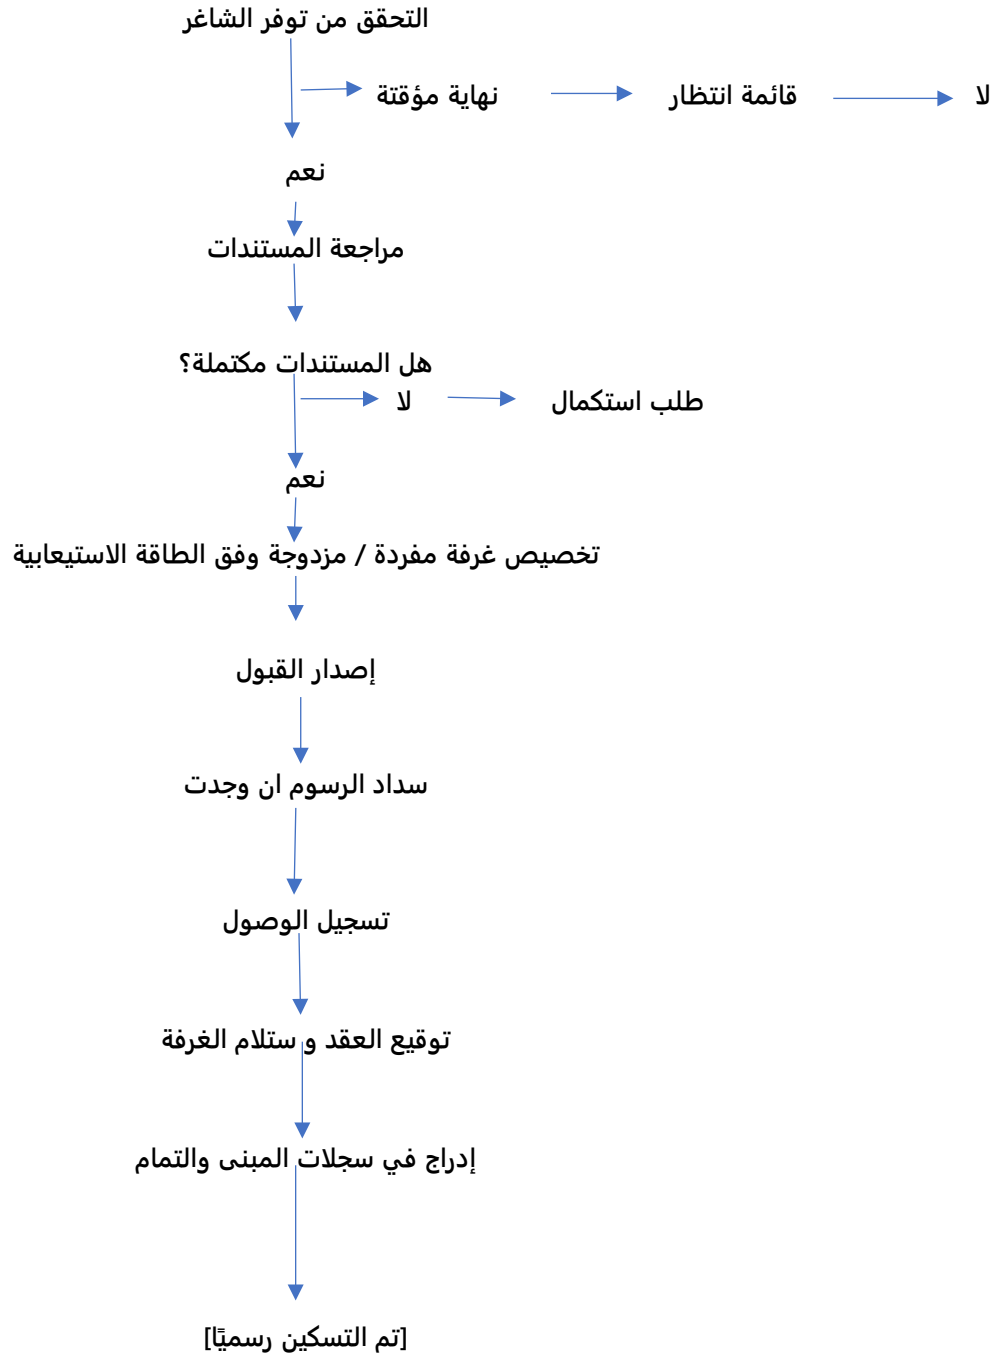 التحقق من توفر الشاغر
نهاية مؤقتة
قائمة انتظار
لا
نعم
مراجعة المستندات
هل المستندات مكتملة؟
لا
طلب استكمال
نعم
تخصيص غرفة مفردة / مزدوجة وفق الطاقة الاستيعابية
إصدار القبول
سداد الرسوم ان وجدت
تسجيل الوصول
توقيع العقد و ستلام الغرفة
إدراج في سجلات المبنى والتمام
[تم التسكين رسميًا]